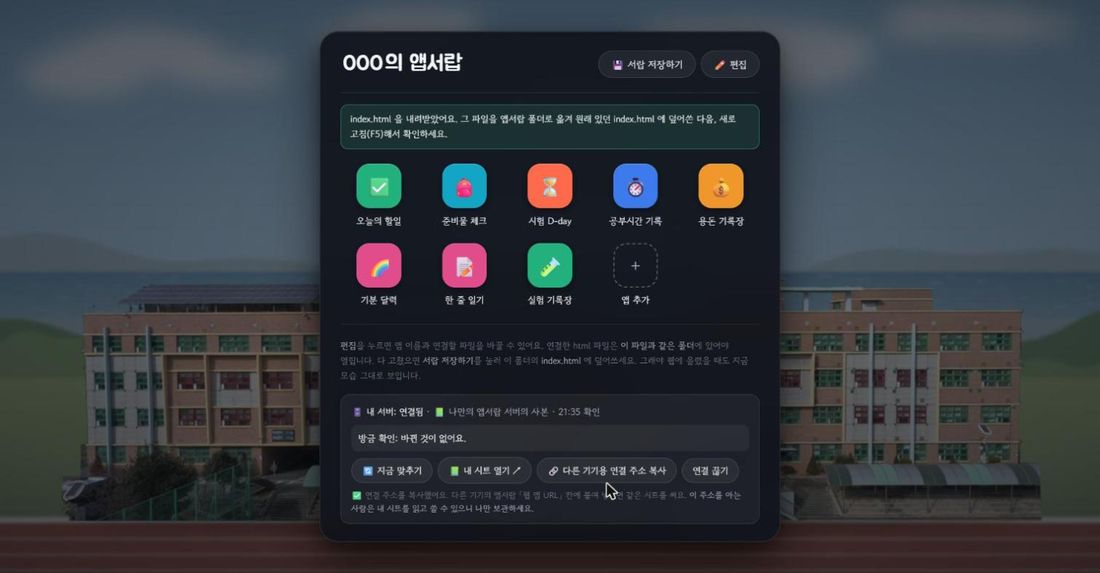 OOO의 앱서랍
서랍 저장하기
편집
index.html 을 내려받았어요. 그 파일을 앱서랍 폴더로 옮겨 원래 있던 index.html 에 덮어쓴 다음, 새로
고침(F5)해서 확인하세요.
오늘의 할일
준비물 체크
시험 D-day
공부시간 기록
용돈 기록장
기분 달력
한 줄 일기
실험 기록장
앱 추가
편집을 누르면 앱 이름과 연결할 파일을 바꿀 수 있어요. 연결한 html 파일은 이 파일과 같은 폴더에 있어야
열립니다. 다 고쳤으면 서랍 저장하기를 눌러 이 폴더의 index.html 에 덮어쓰세요. 그래야 웹에 올렸을 때도 지금
모습 그대로 보입니다.
내 서버: 연결됨 · 나만의 앱서랍 서버의 사본 · 21:35 확인
방금 확인: 바뀐 것이 없어요.
지금 맞추기
내 시트 열기 ↗
다른 기기용 연결 주소 복사
연결 끊기
연결 주소를 복사했어요. 다른 기기의 앱서랍 「웹 앱 URL」 칸에 붙여 같은 시트를 써요. 이 주소를 아는
사람은 내 시트를 읽고 쓸 수 있으니 나만 보관하세요.